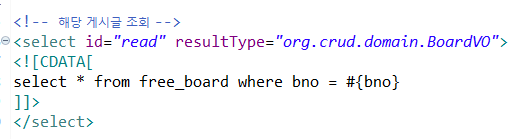 <!-- 해당 게시글 조회 -->
<select id="read" resultType="org.crud.domain.BoardVO">
<![CDATA[
select * from free_board where bno = #{bno}
]]>
</select>